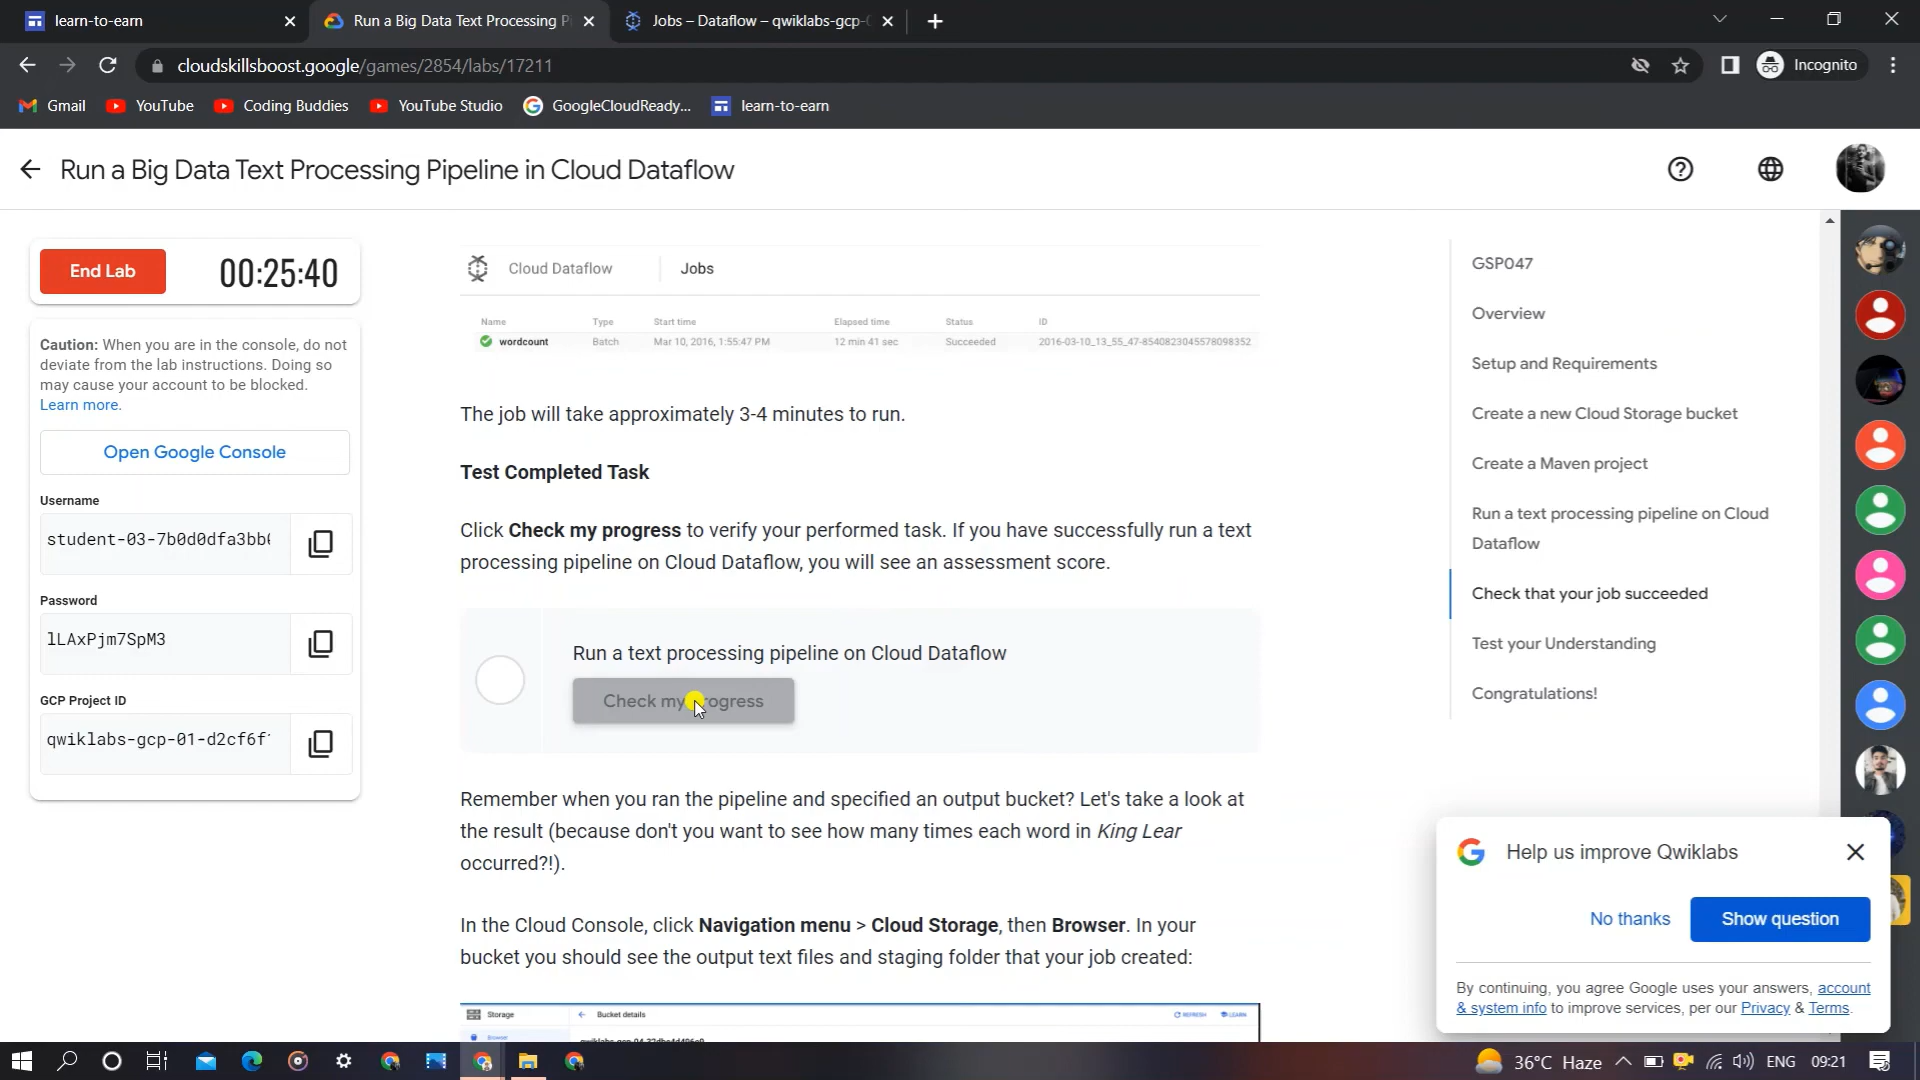 learn-to-earn
Run a Big Data Text Processing P
Jobs – Dataflow – qwiklabs-gcp-0
cloudskillsboost.google/games/2854/labs/17211
Incognito
Gmail
YouTube
Coding Buddies
YouTube Studio
GoogleCloudReady...
learn-to-earn
Run a Big Data Text Processing Pipeline in Cloud Dataflow
End Lab
00:25:40
Caution: When you are in the console, do not
deviate from the lab instructions. Doing so
may cause your account to be blocked.
Learn more.
Open Google Console
Username
student-03-7b0d0dfa3bb
Password
lLAxPjm7SpM3
GCP Project ID
qwiklabs-gcp-01-d2cf6f
Cloud Dataflow
Jobs
Name Type Start time Elapsed time Status ID
wordcount Batch Mar 10, 2016, 1:55:47 PM 12 min 41 sec Succeeded 2016-03-10_13_55_47-8540823045578098352
The job will take approximately 3-4 minutes to run.
Test Completed Task
Click Check my progress to verify your performed task. If you have successfully run a text
processing pipeline on Cloud Dataflow, you will see an assessment score.
Run a text processing pipeline on Cloud Dataflow
Check my progress
Remember when you ran the pipeline and specified an output bucket? Let's take a look at
the result (because don't you want to see how many times each word in King Lear
occurred?!).
In the Cloud Console, click Navigation menu > Cloud Storage, then Browser. In your
bucket you should see the output text files and staging folder that your job created:
Storage
Bucket details
REFRESH
LEARN
Browser
GSP047
Overview
Setup and Requirements
Create a new Cloud Storage bucket
Create a Maven project
Run a text processing pipeline on Cloud
Dataflow
Check that your job succeeded
Test your Understanding
Congratulations!
Help us improve Qwiklabs
No thanks
Show question
By continuing, you agree Google uses your answers, account
& system info to improve services, per our Privacy & Terms.
36°C Haze
ENG
09:21